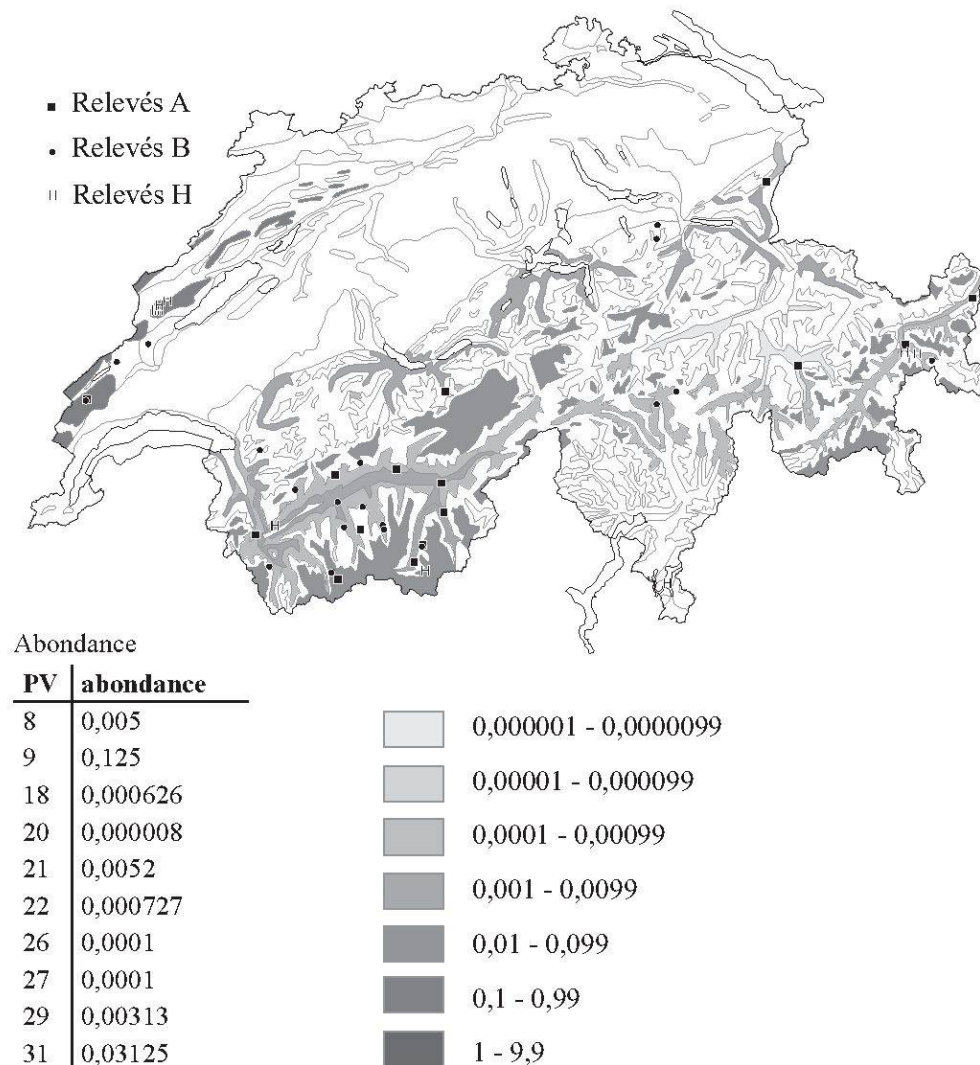 Relevés A
Relevés B
H Relevés H
H
H
H H
H
H
Abondance
PV abondance
8 0,005
9 0,125
18 0,000626
20 0,000008
21 0,0052
22 0,000727
26 0,0001
27 0,0001
29 0,00313
31 0,03125
0,000001 - 0,0000099
0,00001 - 0,000099
0,0001 - 0,00099
0,001 - 0,0099
0,01 - 0,099
0,1 - 0,99
1 - 9,9